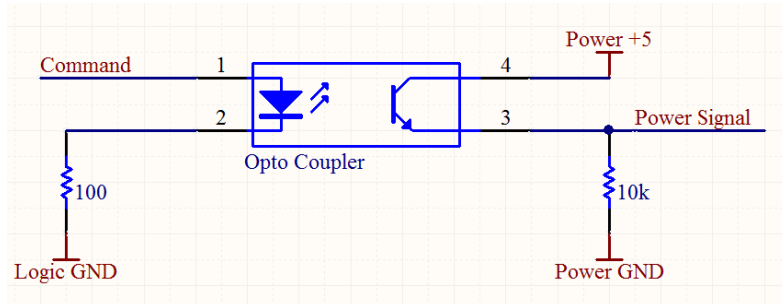 Power +5
Command 1 4
2 3 Power Signal
Opto Coupler
100 10k
Logic GND Power GND